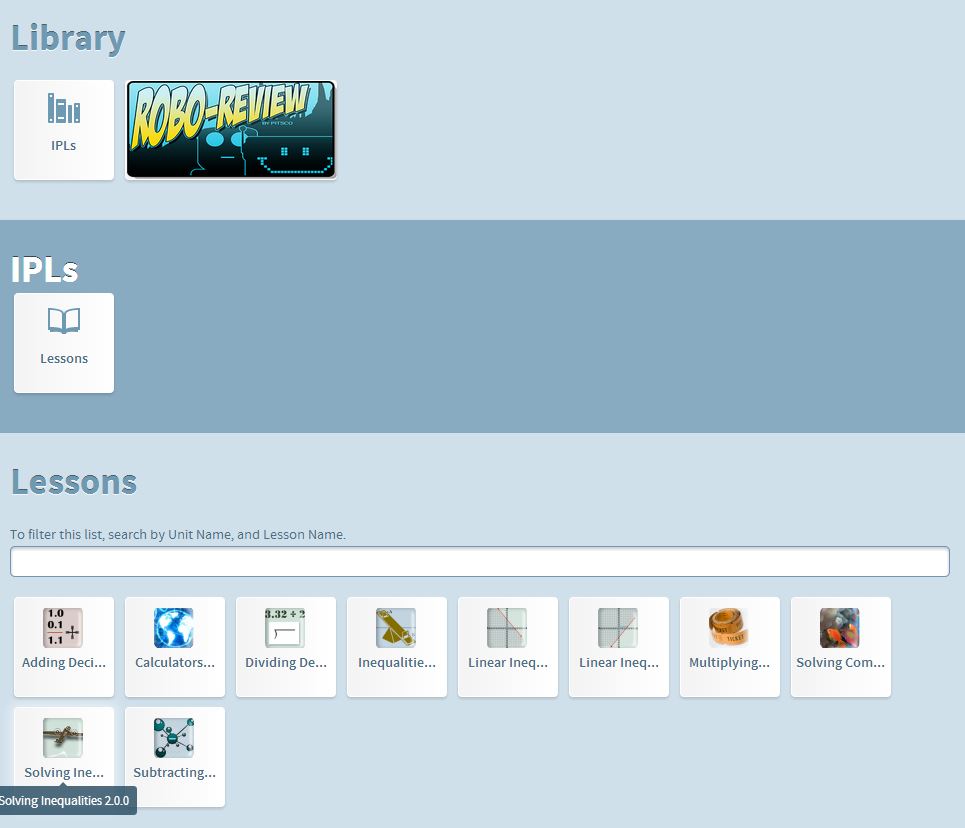 Library
IPLs
ROBO-REVIEW
BY PITSCO
IPLs
Lessons
Lessons
To filter this list, search by Unit Name, and Lesson Name.
1.0
0.1
1.1
3.32 ÷ 2
TICKET
Adding Deci...
Calculators...
Dividing De...
Inequalitie...
Linear Ineq...
Linear Ineq...
Multiplying...
Solving Com...
Solving Ine...
Subtracting...
Solving Inequalities 2.0.0